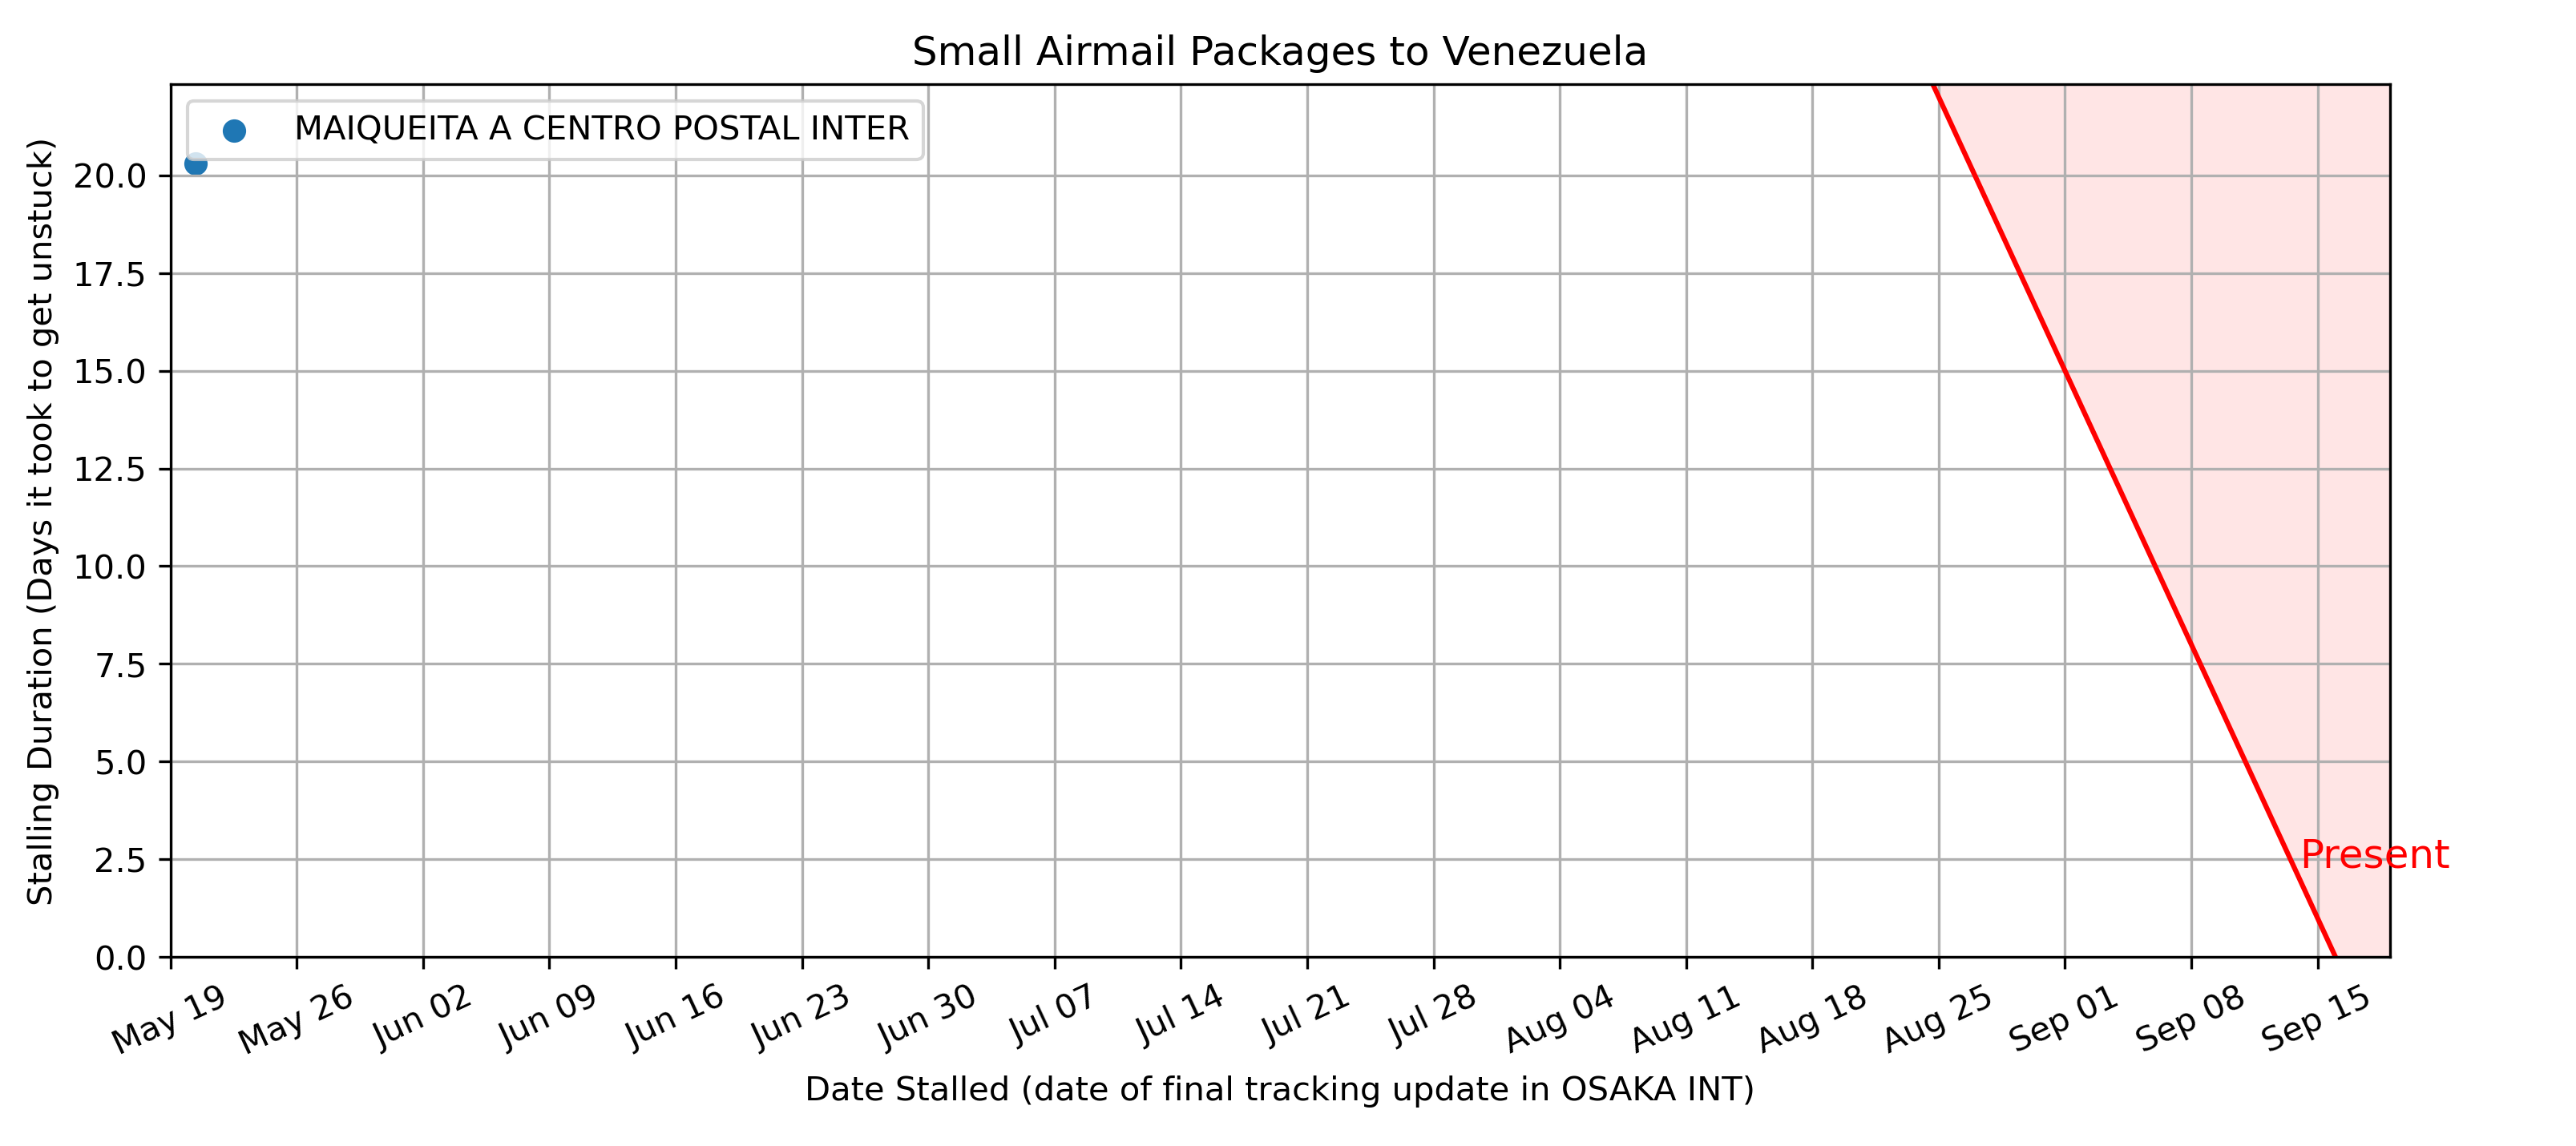 Small Airmail Packages to Venezuela
MAIQUEITA A CENTRO POSTAL INTER
Stalling Duration (Days it took to get unstuck)
20.0
17.5
15.0
12.5
10.0
7.5
5.0
2.5
0.0
Present
May 19
May 26
Jun 02
Jun 09
Jun 16
Jun 23
Jun 30
Jul 07
Jul 14
Jul 21
Jul 28
Aug 04
Aug 11
Aug 18
Aug 25
Sep 01
Sep 08
Sep 15
Date Stalled (date of final tracking update in OSAKA INT)